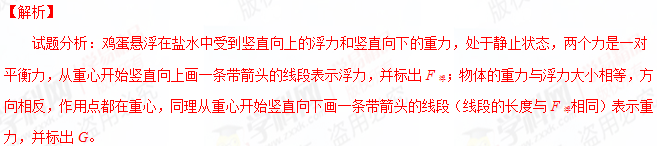 【解析】
试题分析：鸡蛋悬浮在盐水中受到竖直向上的浮力和竖直向下的重力，处于静止状态，两个力是一对
平衡力，从重心开始竖直向上画一条带箭头的线段表示浮力，并标出 F浮；物体的重力与浮力大小相等，方
向相反，作用点都在重心，同理从重心开始竖直向下画一条带箭头的线段（线段的长度与 F浮相同）表示重
力，并标出 G。